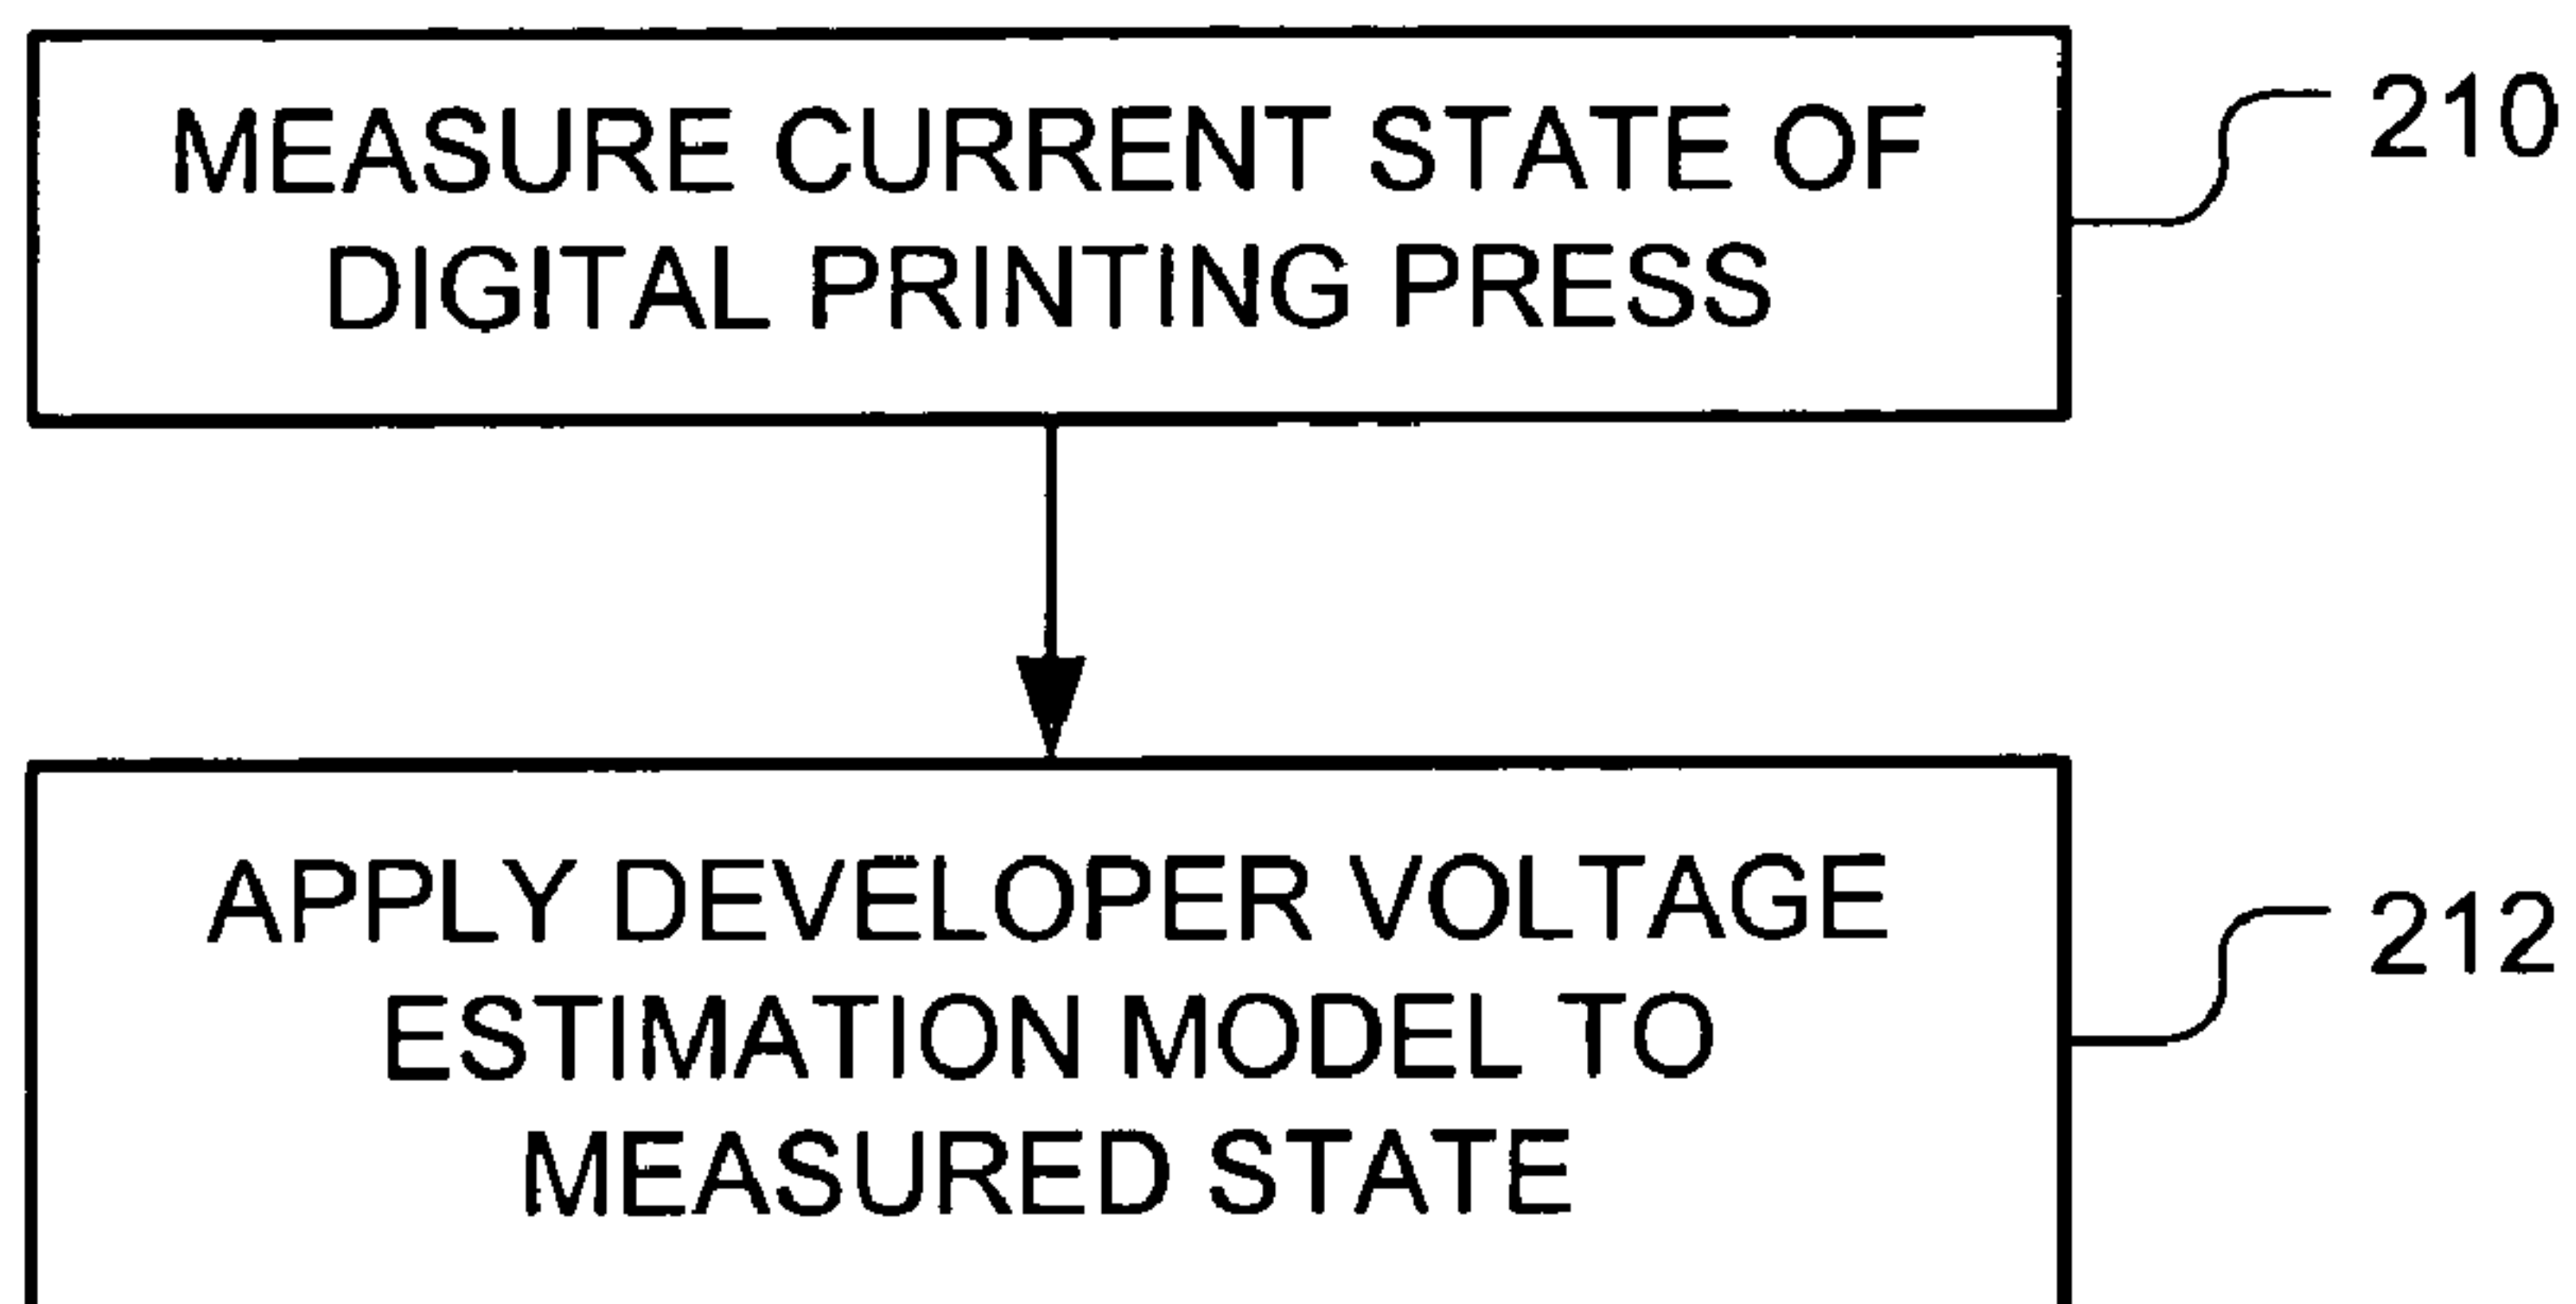 MEASURE CURRENT STATE OF
DIGITAL PRINTING PRESS
210
APPLY DEVELOPER VOLTAGE
ESTIMATION MODEL TO
MEASURED STATE
212